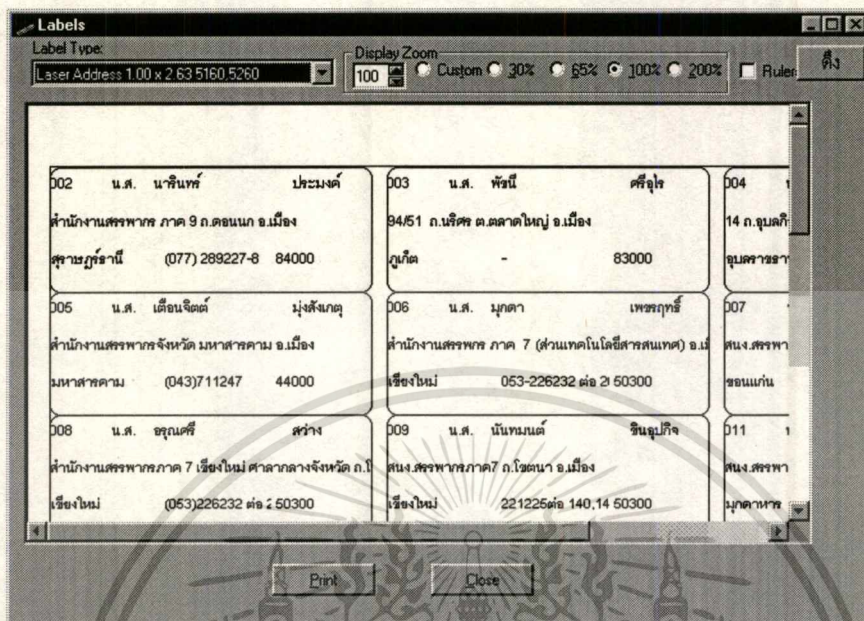 Labels
Label Type:
Laser Address 1.00 x 2.63 5160,5260
Display Zoom
100 Custom 30% 65% 100% 200% Ruler ดึง
002 น.ส. นารินทร์ ประมงค์
สำนักงานสรรพากร ภาค 9 ถ.ดอนนก อ.เมือง
สุราษฎร์ธานี (077) 289227-8 84000
003 น.ส. พัชนี ศรีอุไร
94/51 ถ.นริศร ต.ตลาดใหญ่ อ.เมือง
ภูเก็ต - 83000
004
14 ถ.อุบลกิ
อุบลราชธา
005 น.ส. เตือนจิตต์ มุ่งสังเกตุ
สำนักงานสรรพากรจังหวัด มหาสารคาม อ.เมือง
มหาสารคาม (043)711247 44000
006 น.ส. มุกดา เพชรฤทธิ์
สำนักงานสรรพกร ภาค 7 (ส่วนเทคโนโลยีสารสนเทศ) อ.เมื
เชียงใหม่ 053-226232 ต่อ 2 50300
007
สนง.สรรพา
ขอนแก่น
008 น.ส. อรุณศรี สว่าง
สำนักงานสรรพากรภาค 7 เชียงใหม่ ศาลากลางจังหวัด ถ.โ
เชียงใหม่ (053)226232 ต่อ 2 50300
009 น.ส. นันทมนต์ ชินอุปกิจ
สนง.สรรพากรภาค7 ถ.โชตนา อ.เมือง
เชียงใหม่ 221225ต่อ 140,14 50300
011
สนง.สรรพา
มุกดาหาร
Print Close